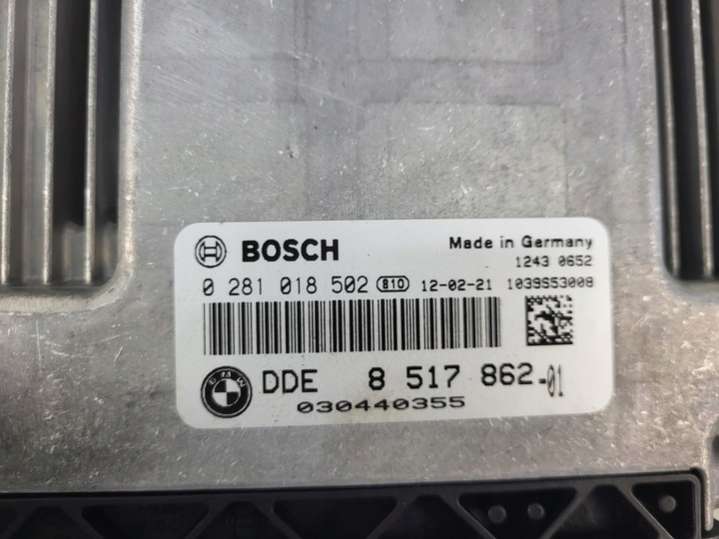 BOSCH Made in Germany
1243 0652
0 281 018 502 810 12-02-21 1039S53008
BMW DDE 8 517 862-01
030440355